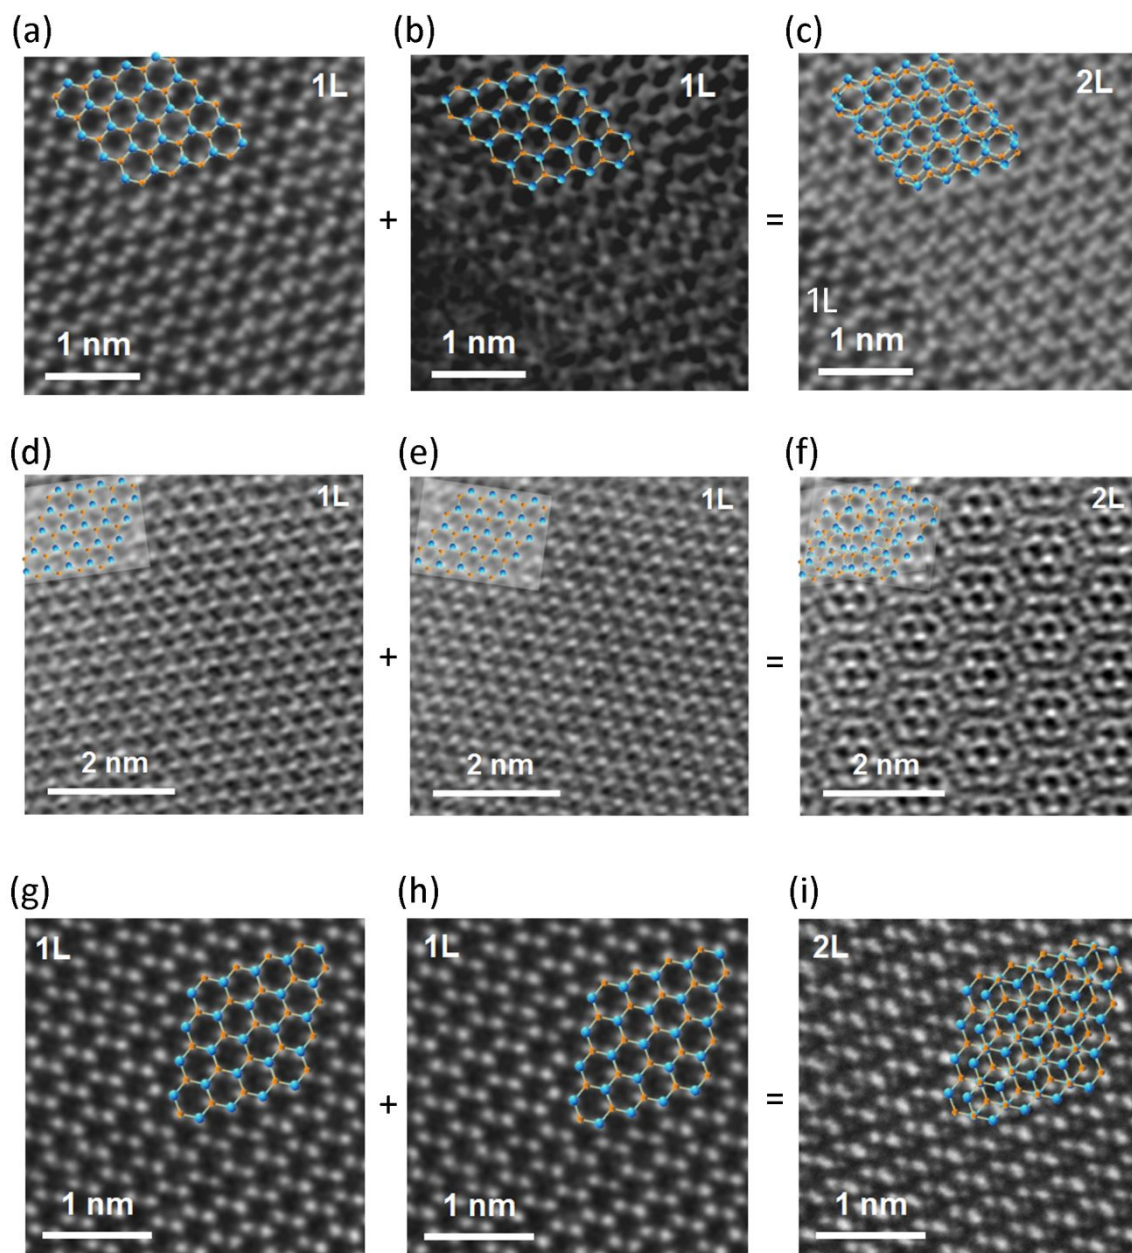 (a) (b) (c)
1L 1L 2L
+ =
1L
1 nm 1 nm 1 nm
(d) (e) (f)
1L 1L 2L
+ =
2 nm 2 nm 2 nm
(g) (h) (i)
1L 1L 2L
+ =
1 nm 1 nm 1 nm